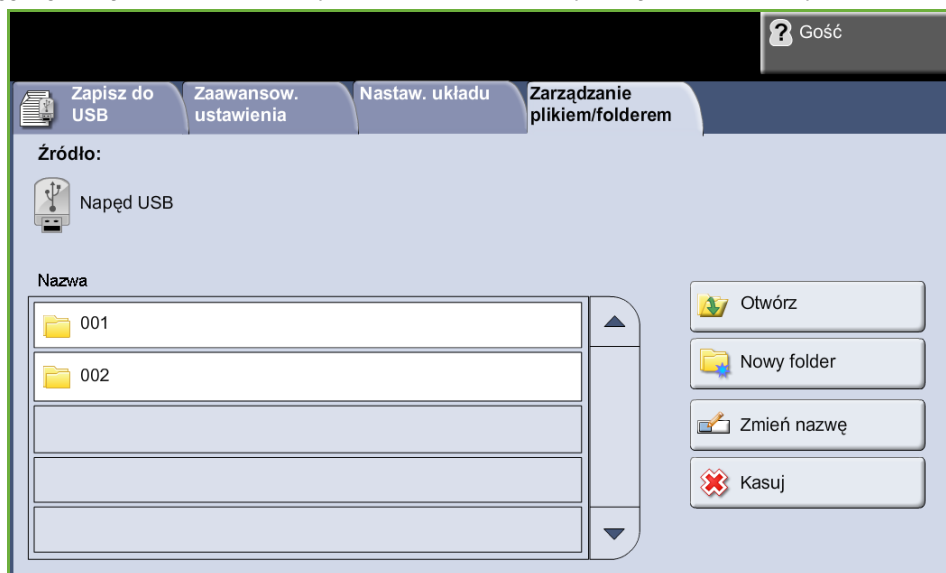 Gość
Zapisz do
USB
Zaawansow.
ustawienia
Nastaw. układu
Zarządzanie
plikiem/folderem
Źródło:
Napęd USB
Nazwa
001
002
Otwórz
Nowy folder
Zmień nazwę
Kasuj